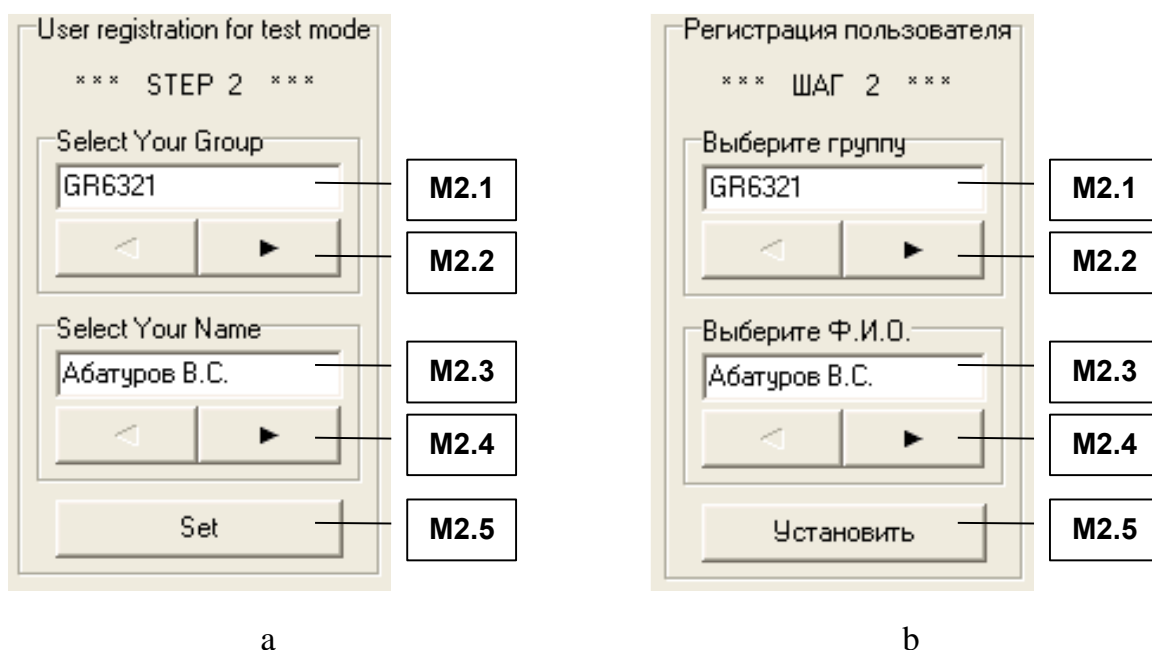 User registration for test mode
*** STEP 2 ***
Select Your Group
GR6321
M2.1
M2.2
Select Your Name
Абатуров В.С.
M2.3
M2.4
Set
M2.5
a
Регистрация пользователя
*** ШАГ 2 ***
Выберите группу
GR6321
M2.1
M2.2
Выберите Ф.И.О.
Абатуров В.С.
M2.3
M2.4
Установить
M2.5
b